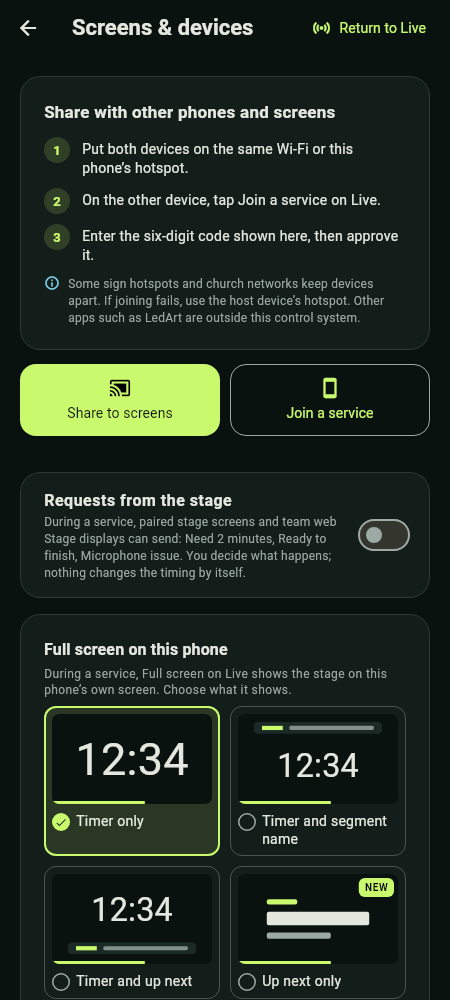 Screens & devices
Return to Live
Share with other phones and screens
1
Put both devices on the same Wi-Fi or this
phone's hotspot.
2
On the other device, tap Join a service on Live.
3
Enter the six-digit code shown here, then approve
it.
Some sign hotspots and church networks keep devices
apart. If joining fails, use the host device's hotspot. Other
apps such as LedArt are outside this control system.
Share to screens
Join a service
Requests from the stage
During a service, paired stage screens and team web
Stage displays can send: Need 2 minutes, Ready to
finish, Microphone issue. You decide what happens;
nothing changes the timing by itself.
Full screen on this phone
During a service, Full screen on Live shows the stage on this
phone's own screen. Choose what it shows.
12:34
Timer only
12:34
Timer and segment
name
12:34
Timer and up next
NEW
Up next only